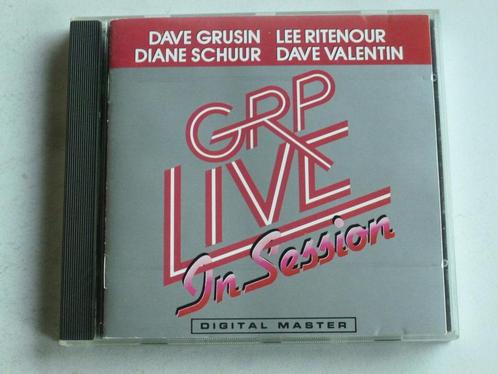 DAVE GRUSIN LEE RITENOUR
DIANE SCHUUR DAVE VALENTIN
GRP
LIVE
In Session
DIGITAL MASTER